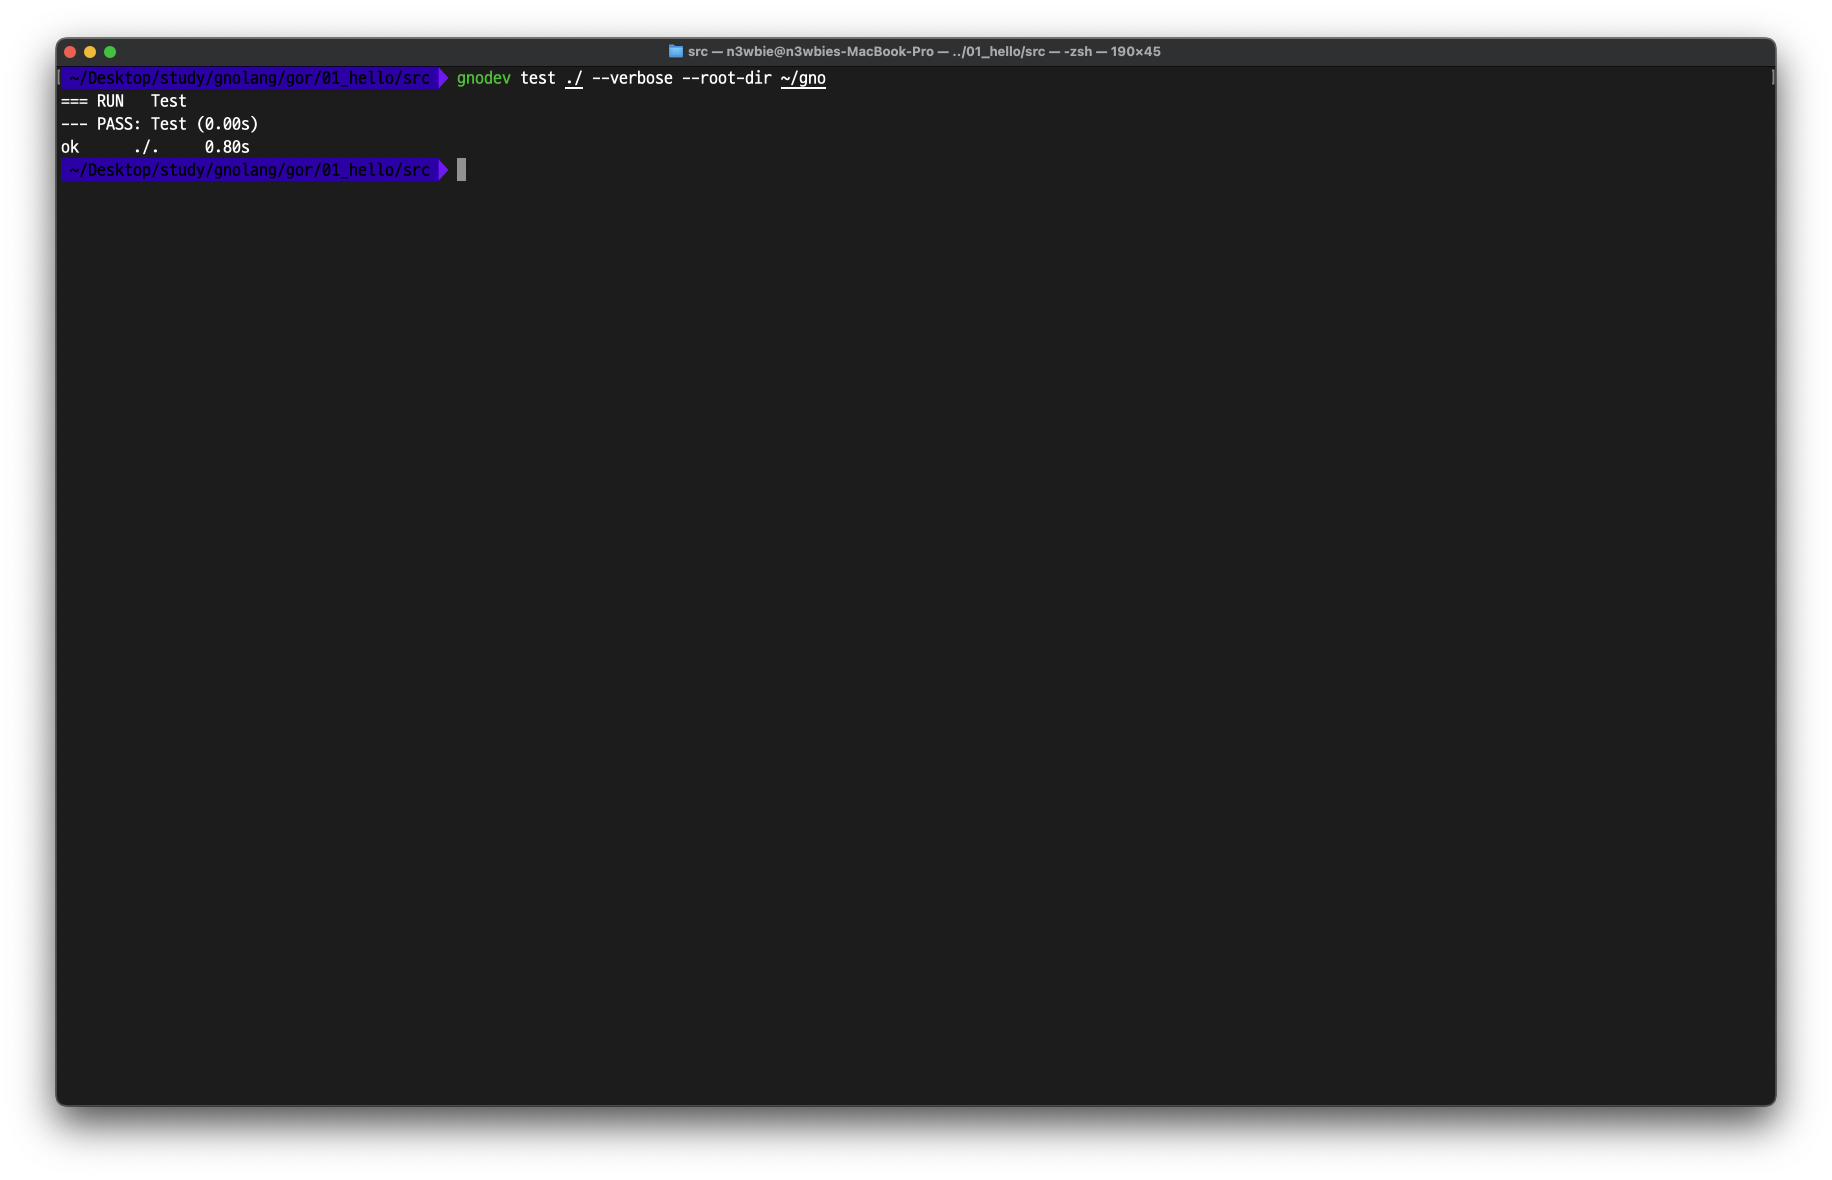 src — n3wbie@n3wbies-MacBook-Pro — ../01_hello/src — -zsh — 190×45
~/Desktop/study/gnolang/gor/01_hello/src gnodev test ./ --verbose --root-dir ~/gno
=== RUN   Test
--- PASS: Test (0.00s)
ok      ./.     0.80s
~/Desktop/study/gnolang/gor/01_hello/src